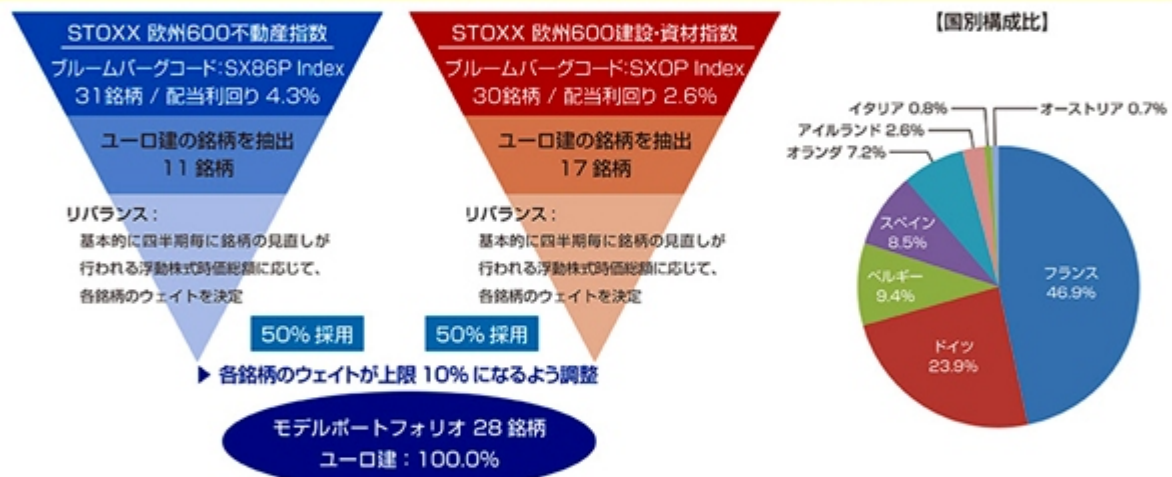 STOXX 欧州600不動産指数
ブルームバーグコード:SX86P Index
31銘柄 / 配当利回り 4.3%
ユーロ建の銘柄を抽出
11 銘柄
リバランス：
基本的に四半期毎に銘柄の見直しが
行われる浮動株式時価総額に応じて、
各銘柄のウェイトを決定
50% 採用
STOXX 欧州600建設・資材指数
ブルームバーグコード:SXOP Index
30銘柄 / 配当利回り 2.6%
ユーロ建の銘柄を抽出
17 銘柄
リバランス：
基本的に四半期毎に銘柄の見直しが
行われる浮動株式時価総額に応じて、
各銘柄のウェイトを決定
50% 採用
▶ 各銘柄のウェイトが上限 10% になるよう調整
モデルポートフォリオ 28 銘柄
ユーロ建：100.0%
【国別構成比】
イタリア 0.8%
オーストリア 0.7%
アイルランド 2.6%
オランダ 7.2%
スペイン
8.5%
ベルギー
9.4%
フランス
46.9%
ドイツ
23.9%